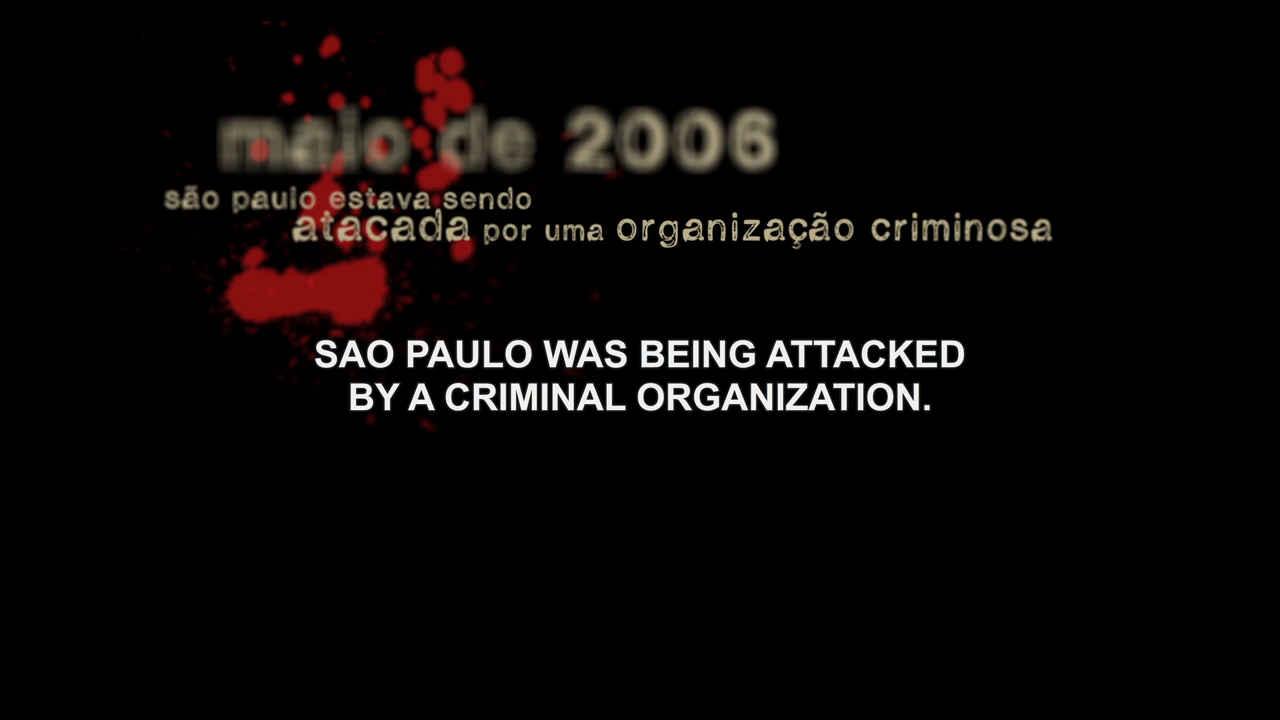 maio de 2006
são paulo estava sendo
atacada por uma organização criminosa
SAO PAULO WAS BEING ATTACKED
BY A CRIMINAL ORGANIZATION.